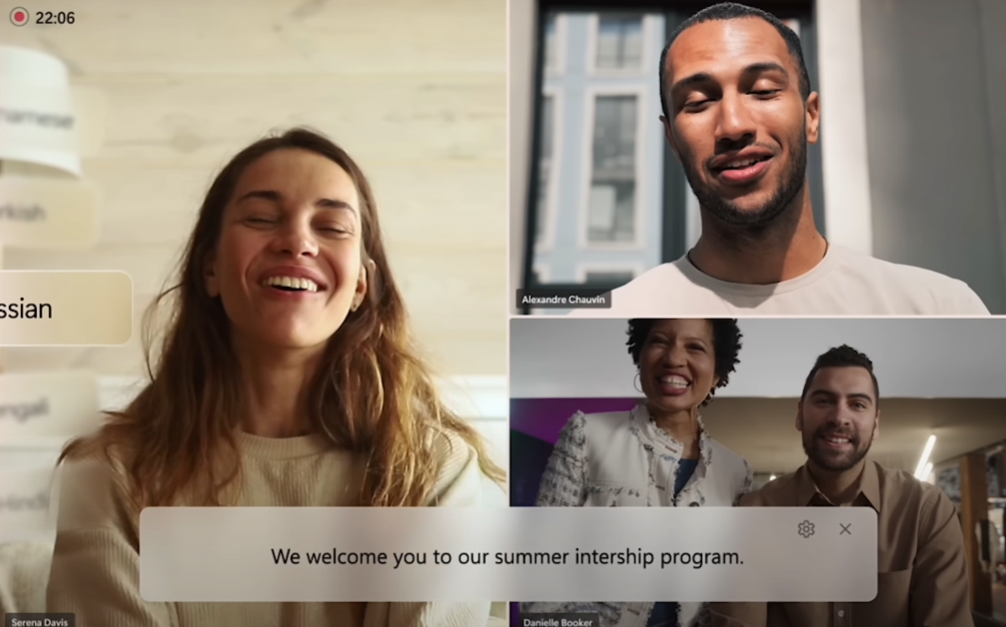 22:06
ssian
Alexandre Chauvin
We welcome you to our summer intership program.
Serena Davis
Danielle Booker